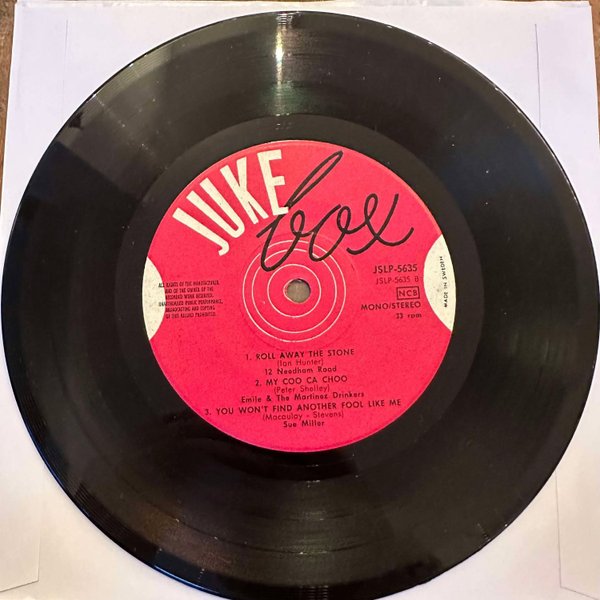 JUKE
box
JSLP-5635
JSLP-5635 B
NCB
MONO/STEREO
33 rpm
MADE IN SWEDEN
ALL RIGHTS OF THE MANUFACTURER
AND OF THE OWNER OF THE
RECORDED WORK RESERVED.
UNAUTHORISED PUBLIC PERFORMANCE,
BROADCASTING AND COPYING
OF THIS RECORD PROHIBITED.
1. ROLL AWAY THE STONE
(Ian Hunter)
12 Needham Road
2. MY COO CA CHOO
(Peter Shelley)
Emile & The Martinez Drinkers
3. YOU WON'T FIND ANOTHER FOOL LIKE ME
(Macaulay - Stevens)
Sue Miller